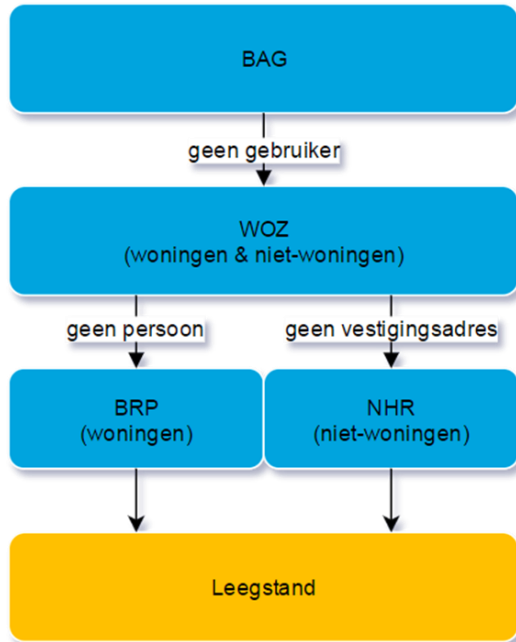 BAG
geen gebruiker
WOZ
(woningen & niet-woningen)
geen persoon
geen vestigingsadres
BRP
(woningen)
NHR
(niet-woningen)
Leegstand